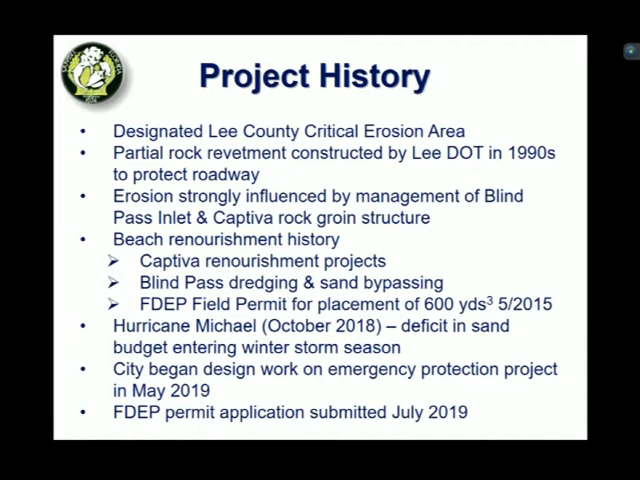 Project History
• Designated Lee County Critical Erosion Area
• Partial rock revetment constructed by Lee DOT in 1990s
to protect roadway
• Erosion strongly influenced by management of Blind
Pass Inlet & Captiva rock groin structure
• Beach renourishment history
➢ Captiva renourishment projects
➢ Blind Pass dredging & sand bypassing
➢ FDEP Field Permit for placement of 600 yds³ 5/2015
• Hurricane Michael (October 2018) – deficit in sand
budget entering winter storm season
• City began design work on emergency protection project
in May 2019
• FDEP permit application submitted July 2019